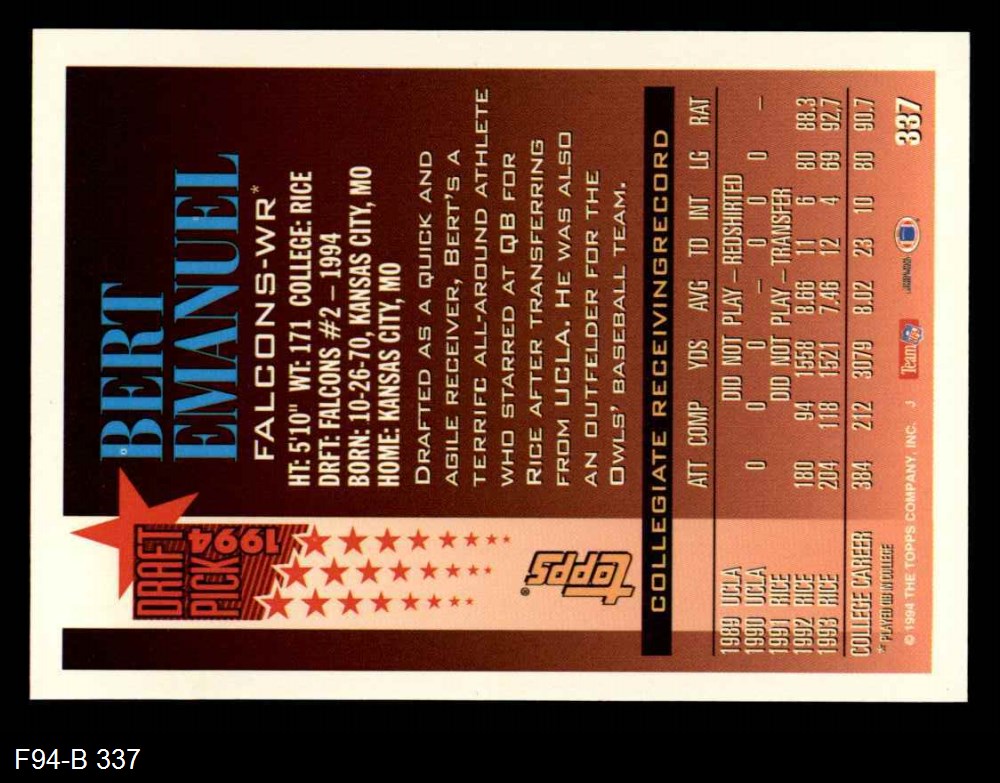 BERT
EMANUEL
FALCONS-WR*
HT: 5'10" WT: 171 COLLEGE: RICE
DRFT: FALCONS #2 – 1994
BORN: 10-26-70, KANSAS CITY, MO
HOME: KANSAS CITY, MO
DRAFTED AS A QUICK AND
AGILE RECEIVER, BERT'S A
TERRIFIC ALL-AROUND ATHLETE
WHO STARRED AT QB FOR
RICE AFTER TRANSFERRING
FROM UCLA. HE WAS ALSO
AN OUTFIELDER FOR THE
OWLS' BASEBALL TEAM.
DRAFT
PICK
1994
Topps®
COLLEGIATE RECEIVINGRECORD
ATT COMP YDS AVG TD INT LG RAT
1989 UCLA DID NOT PLAY – REDSHIRTED
1990 UCLA 0 0 0 – 0 0 0 –
1991 RICE DID NOT PLAY – TRANSFER
1992 RICE 180 94 1558 8.66 11 6 80 88.3
1993 RICE 204 118 1521 7.46 12 4 69 92.7
COLLEGE CAREER 384 212 3079 8.02 23 10 80 90.7
* PLAYED QB IN COLLEGE
© 1994 THE TOPPS COMPANY, INC. J Team NFL 337
F94-B 337